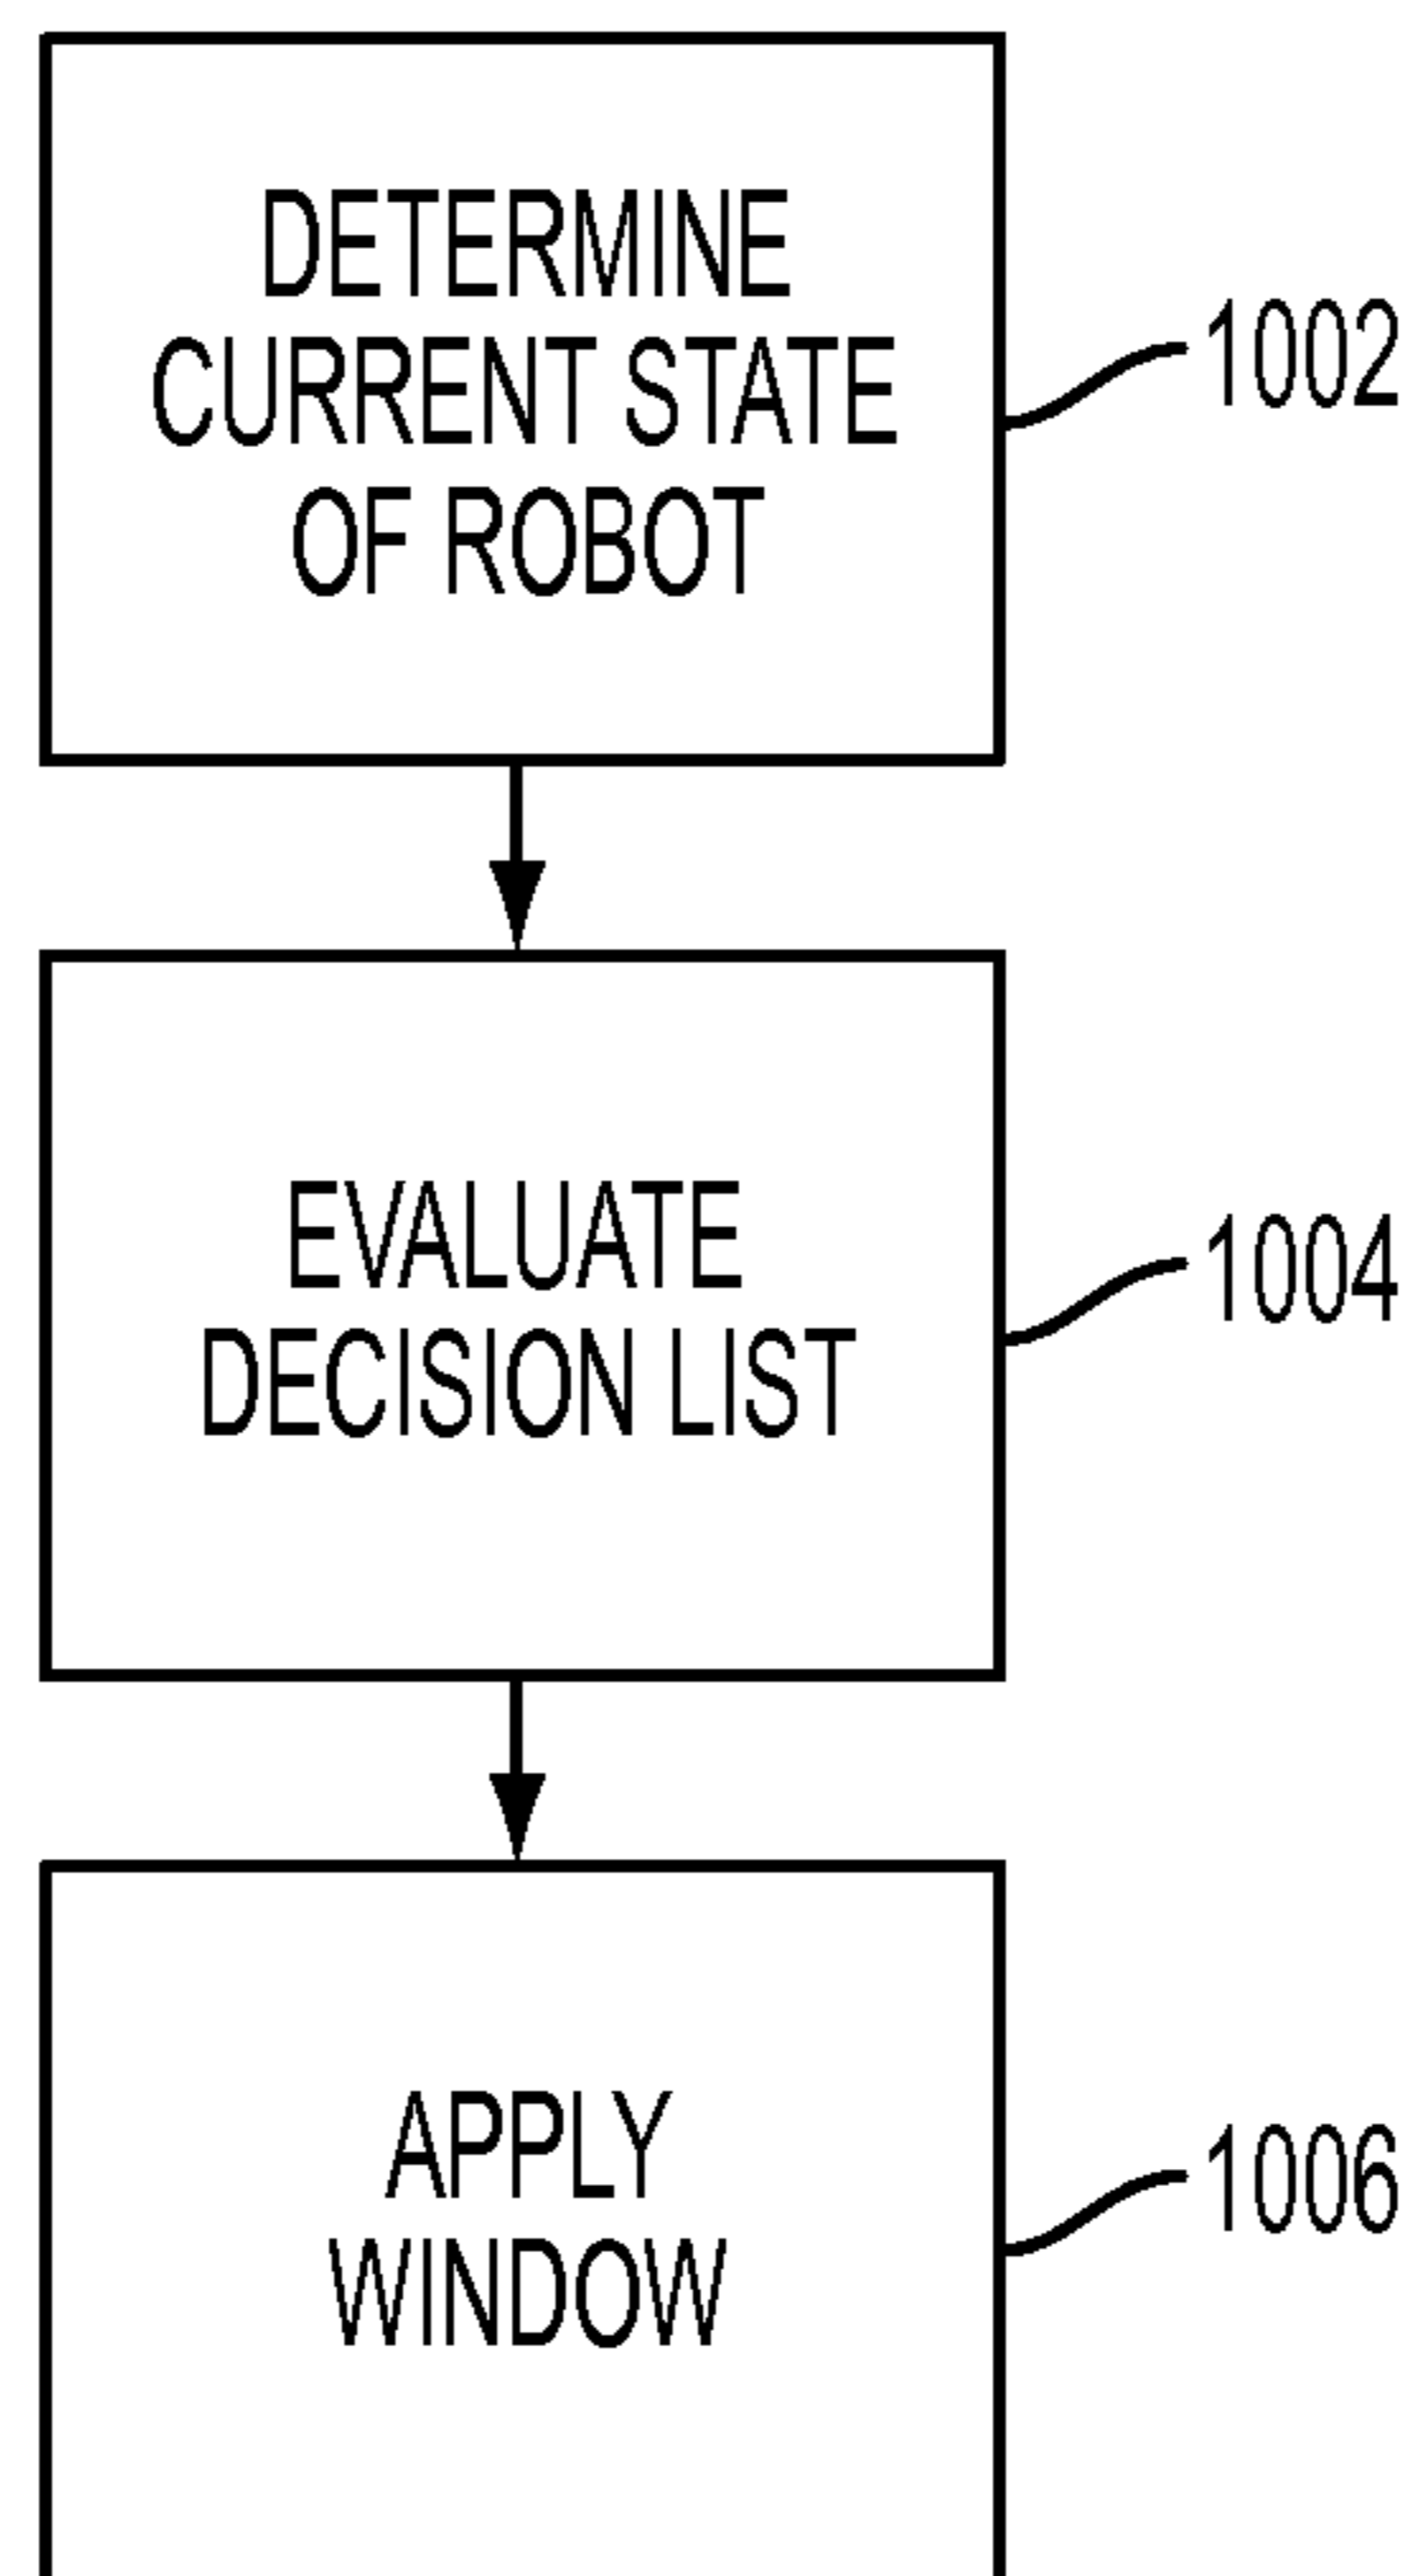 DETERMINE
CURRENT STATE
OF ROBOT
1002
EVALUATE
DECISION LIST
1004
APPLY
WINDOW
1006